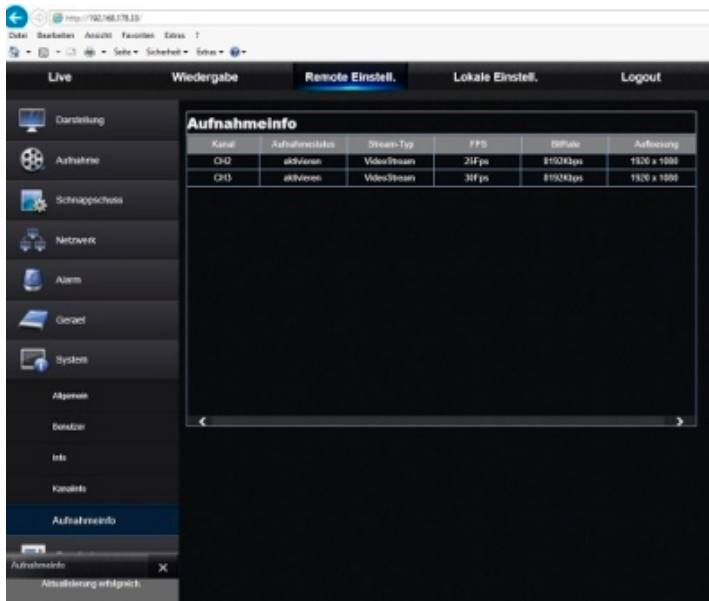 Datei Bearbeiten Ansicht Favoriten Extras ?
Seite Sicherheit Extras
Live Wiedergabe Remote Einstell. Lokale Einstell. Logout
Darstellung
Aufnahme
Schnappschuss
Netzwerk
Alarm
Geraet
System
Allgemein
Benutzer
Info
Kanalinfo
Aufnahmeinfo
Aufnahmeinfo
Kanal Aufnahmestatus Stream-Typ FPS BitRate Aufloesung
CH2 aktivieren VideoStream 25Fps 8192Kbps 1920 x 1080
CH3 aktivieren VideoStream 30Fps 8192Kbps 1920 x 1080
Aufnahmeinfo X
Aktualisierung erfolgreich.